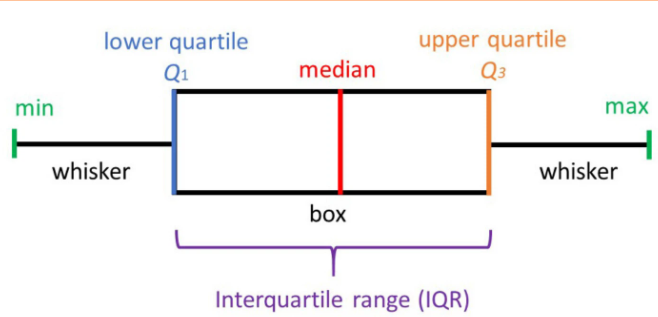 lower quartile
Q1
median
upper quartile
Q3
min
max
whisker
whisker
box
Interquartile range (IQR)